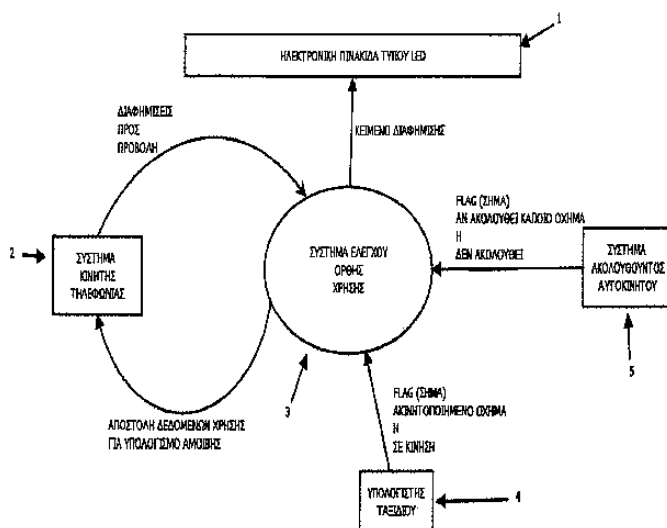 1
ΗΛΕΚΤΡΟΝΙΚΗ ΠΙΝΑΚΙΔΑ ΤΥΠΟΥ LED
ΔΙΑΦΗΜΙΣΕΙΣ
ΠΡΟΣ
ΠΡΟΒΟΛΗ
ΚΕΙΜΕΝΟ ΔΙΑΦΗΜΙΣΗΣ
FLAG (ΣΗΜΑ)
ΑΝ ΑΚΟΛΟΥΘΕΙ ΚΑΠΟΙΟ ΟΧΗΜΑ
Η
ΔΕΝ ΑΚΟΛΟΥΘΕΙ
2
ΣΥΣΤΗΜΑ
ΚΙΝΗΤΗΣ
ΤΗΛΕΦΩΝΙΑΣ
ΣΥΣΤΗΜΑ ΕΛΕΓΧΟΥ
ΟΡΘΗΣ
ΧΡΗΣΗΣ
ΣΥΣΤΗΜΑ
ΑΚΟΛΟΥΘΟΥΝΤΟΣ
ΑΥΤΟΚΙΝΗΤΟΥ
5
3
FLAG (ΣΗΜΑ)
ΑΚΙΝΗΤΟΠΟΙΗΜΕΝΟ ΟΧΗΜΑ
Η
ΣΕ ΚΙΝΗΣΗ
ΑΠΟΣΤΟΛΗ ΔΕΔΟΜΕΝΩΝ ΧΡΗΣΗΣ
ΓΙΑ ΥΠΟΛΟΓΙΣΜΟ ΑΜΟΙΒΗΣ
ΥΠΟΛΟΓΙΣΤΗΣ
ΤΑΞΙΔΙΟΥ
4